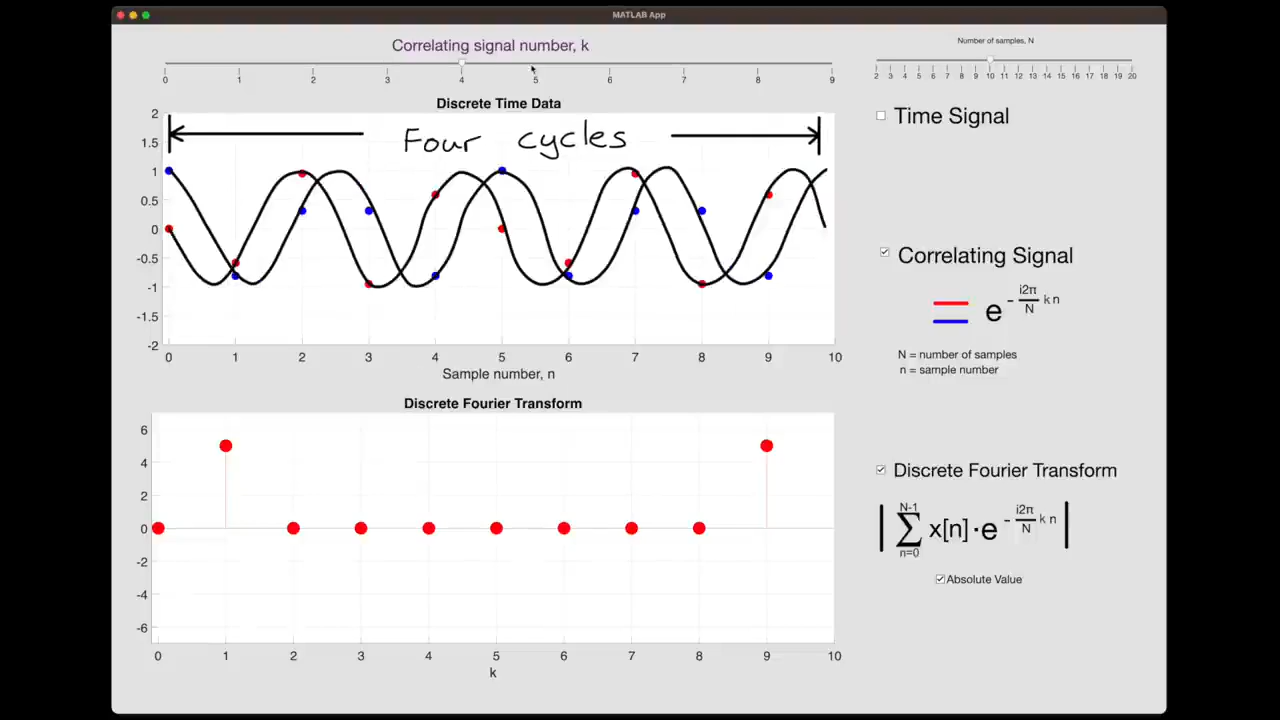 MATLAB App
Correlating signal number, k
0 1 2 3 4 5 6 7 8 9
Number of samples, N
2 3 4 5 6 7 8 9 10 11 12 13 14 15 16 17 18 19 20
Discrete Time Data
Four cycles
2
1.5
1
0.5
0
-0.5
-1
-1.5
-2
0 1 2 3 4 5 6 7 8 9 10
Sample number, n
Time Signal
Correlating Signal
e - i2π/N k n
N = number of samples
n = sample number
Discrete Fourier Transform
6
4
2
0
-2
-4
-6
0 1 2 3 4 5 6 7 8 9 10
k
Discrete Fourier Transform
| N-1 ∑ n=0 x[n] · e - i2π/N k n |
Absolute Value